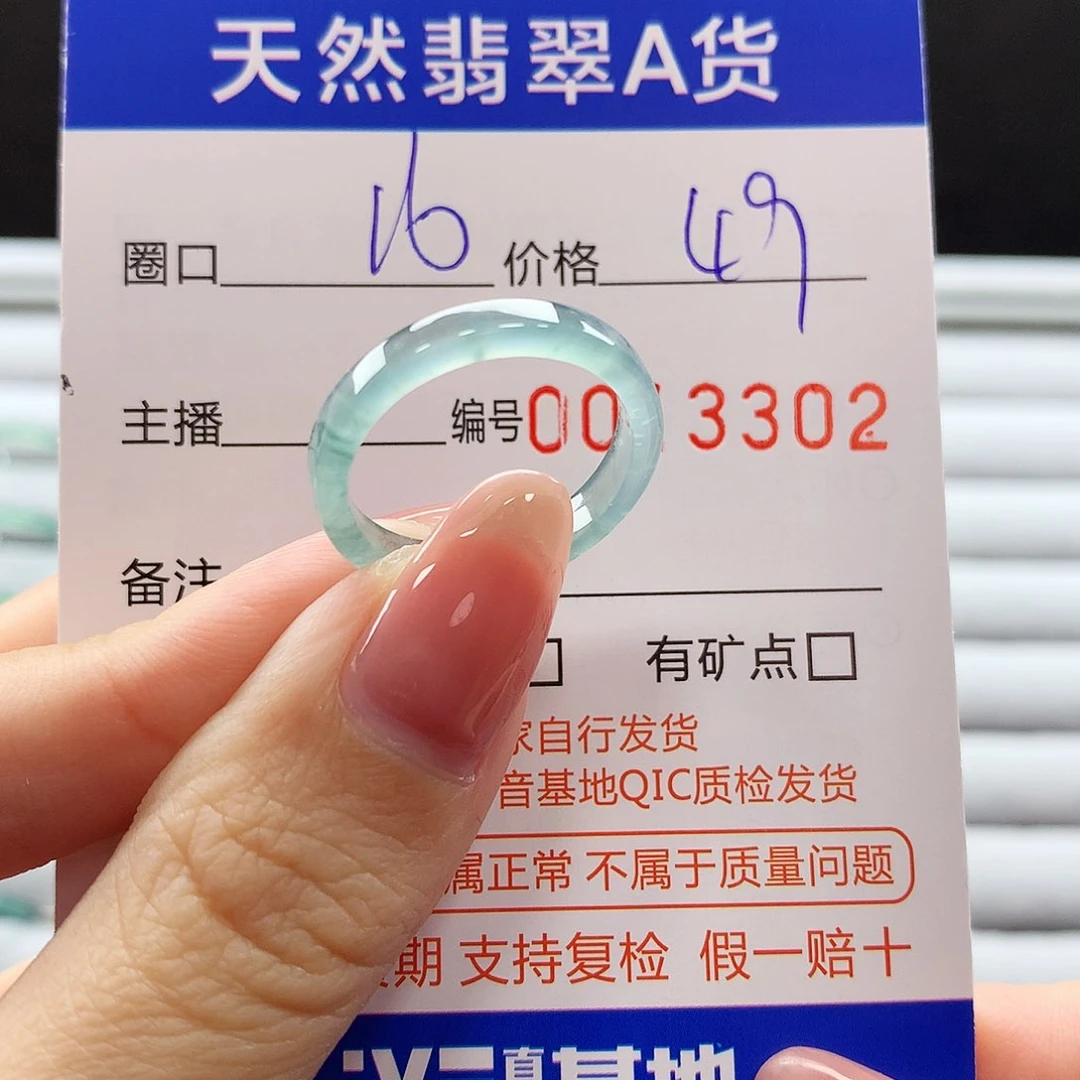 天然翡翠A货
圈口 16 价格 49
主播 编号 00 3302
备注
有矿点
家自行发货
音基地QIC质检发货
属正常 不属于质量问题
期 支持复检 假一赔十
直 基地